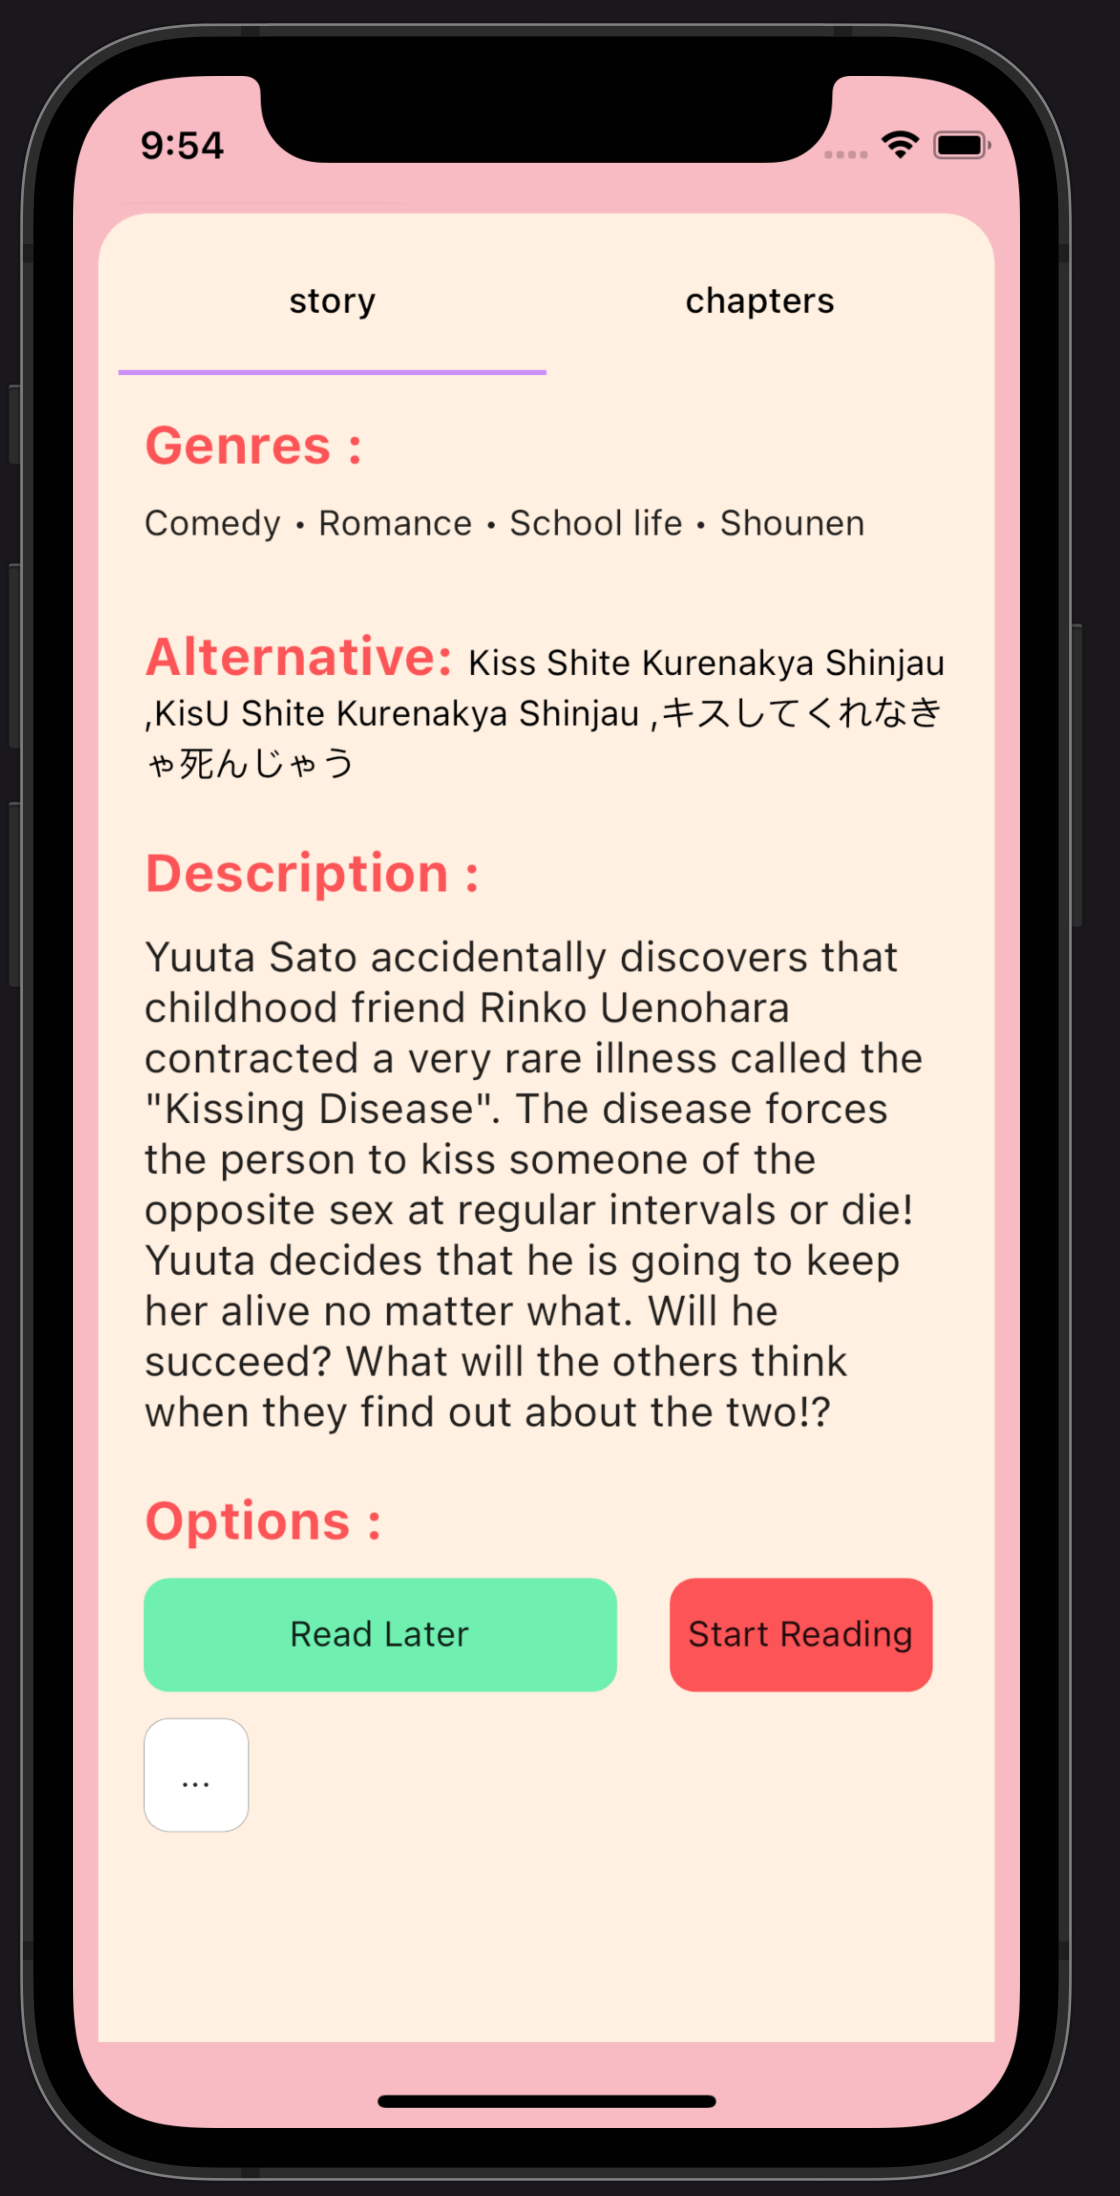 9:54
story
chapters
Genres :
Comedy • Romance • School life • Shounen
Alternative: Kiss Shite Kurenakya Shinjau
,KisU Shite Kurenakya Shinjau ,キスしてくれなき
ゃ死んじゃう
Description :
Yuuta Sato accidentally discovers that
childhood friend Rinko Uenohara
contracted a very rare illness called the
"Kissing Disease". The disease forces
the person to kiss someone of the
opposite sex at regular intervals or die!
Yuuta decides that he is going to keep
her alive no matter what. Will he
succeed? What will the others think
when they find out about the two!?
Options :
Read Later
Start Reading
...